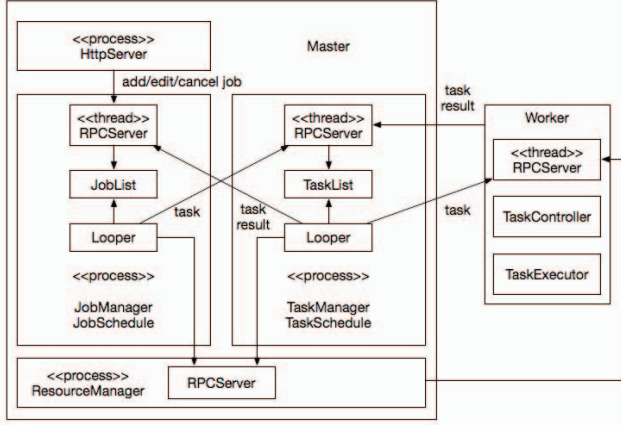 <<process>>
HttpServer
Master
add/edit/cancel job
task
result
<<thread>>
RPCServer
JobList
task
Looper
<<process>>
JobManager
JobSchedule
<<thread>>
RPCServer
TaskList
task
result
Looper
<<process>>
TaskManager
TaskSchedule
task
Worker
<<thread>>
RPCServer
TaskController
TaskExecutor
<<process>>
ResourceManager
RPCServer